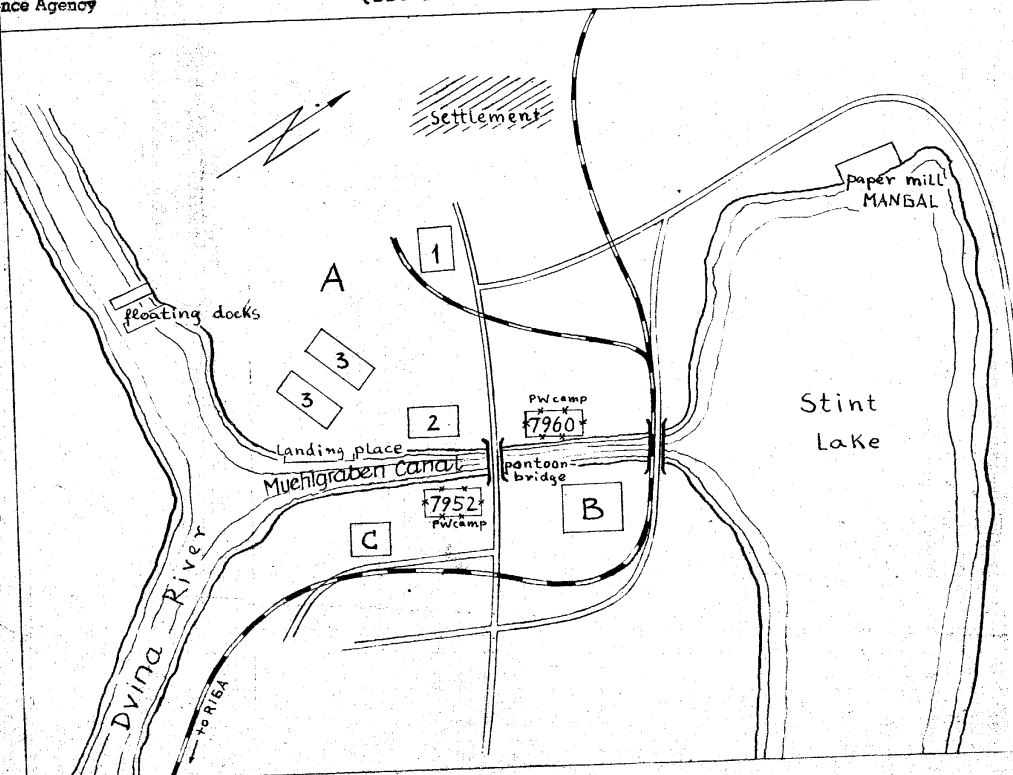 nce Agency
Settlement
paper mill
MANGAL
1
A
floating docks
3
3
2
PW camp
7960
Stint
Lake
Landing place
Muehlgraben Canal
pontoon-
bridge
7952
PW camp
B
C
Dvina River
to RIGA